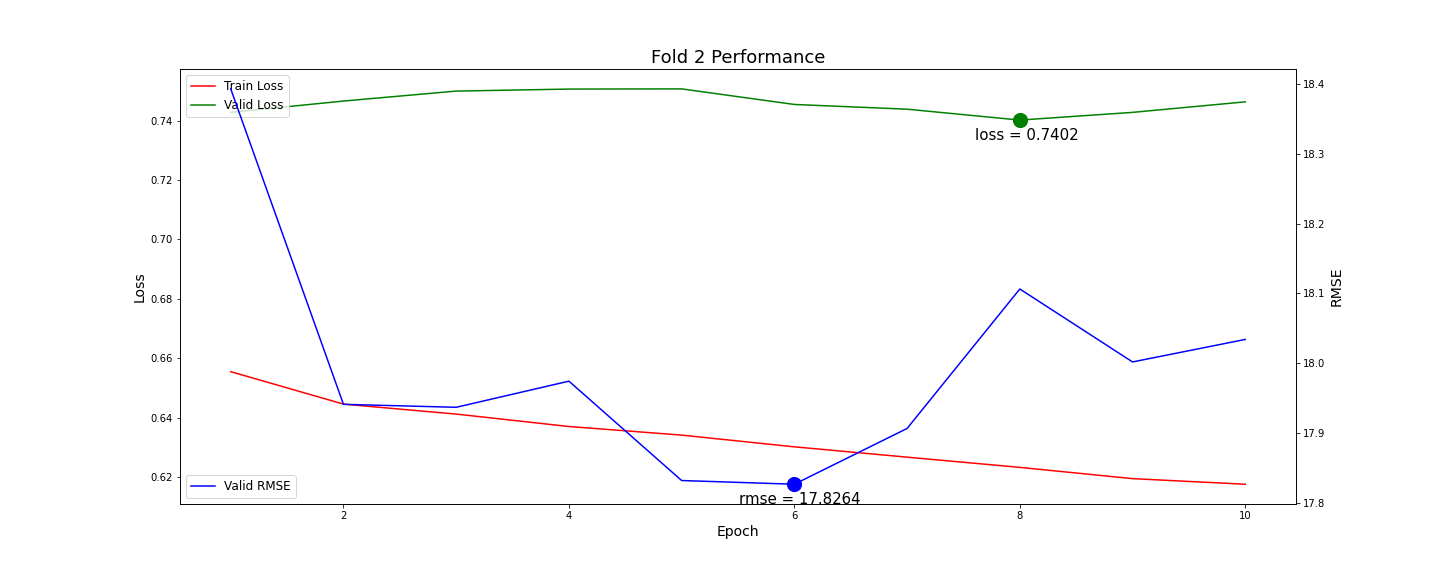 Fold 2 Performance
Train Loss
Valid Loss
0.74
0.72
0.70
0.68
0.66
0.64
0.62
Loss
loss = 0.7402
18.4
18.3
18.2
18.1
18.0
17.9
17.8
RMSE
Valid RMSE
rmse = 17.8264
2
4
6
8
10
Epoch